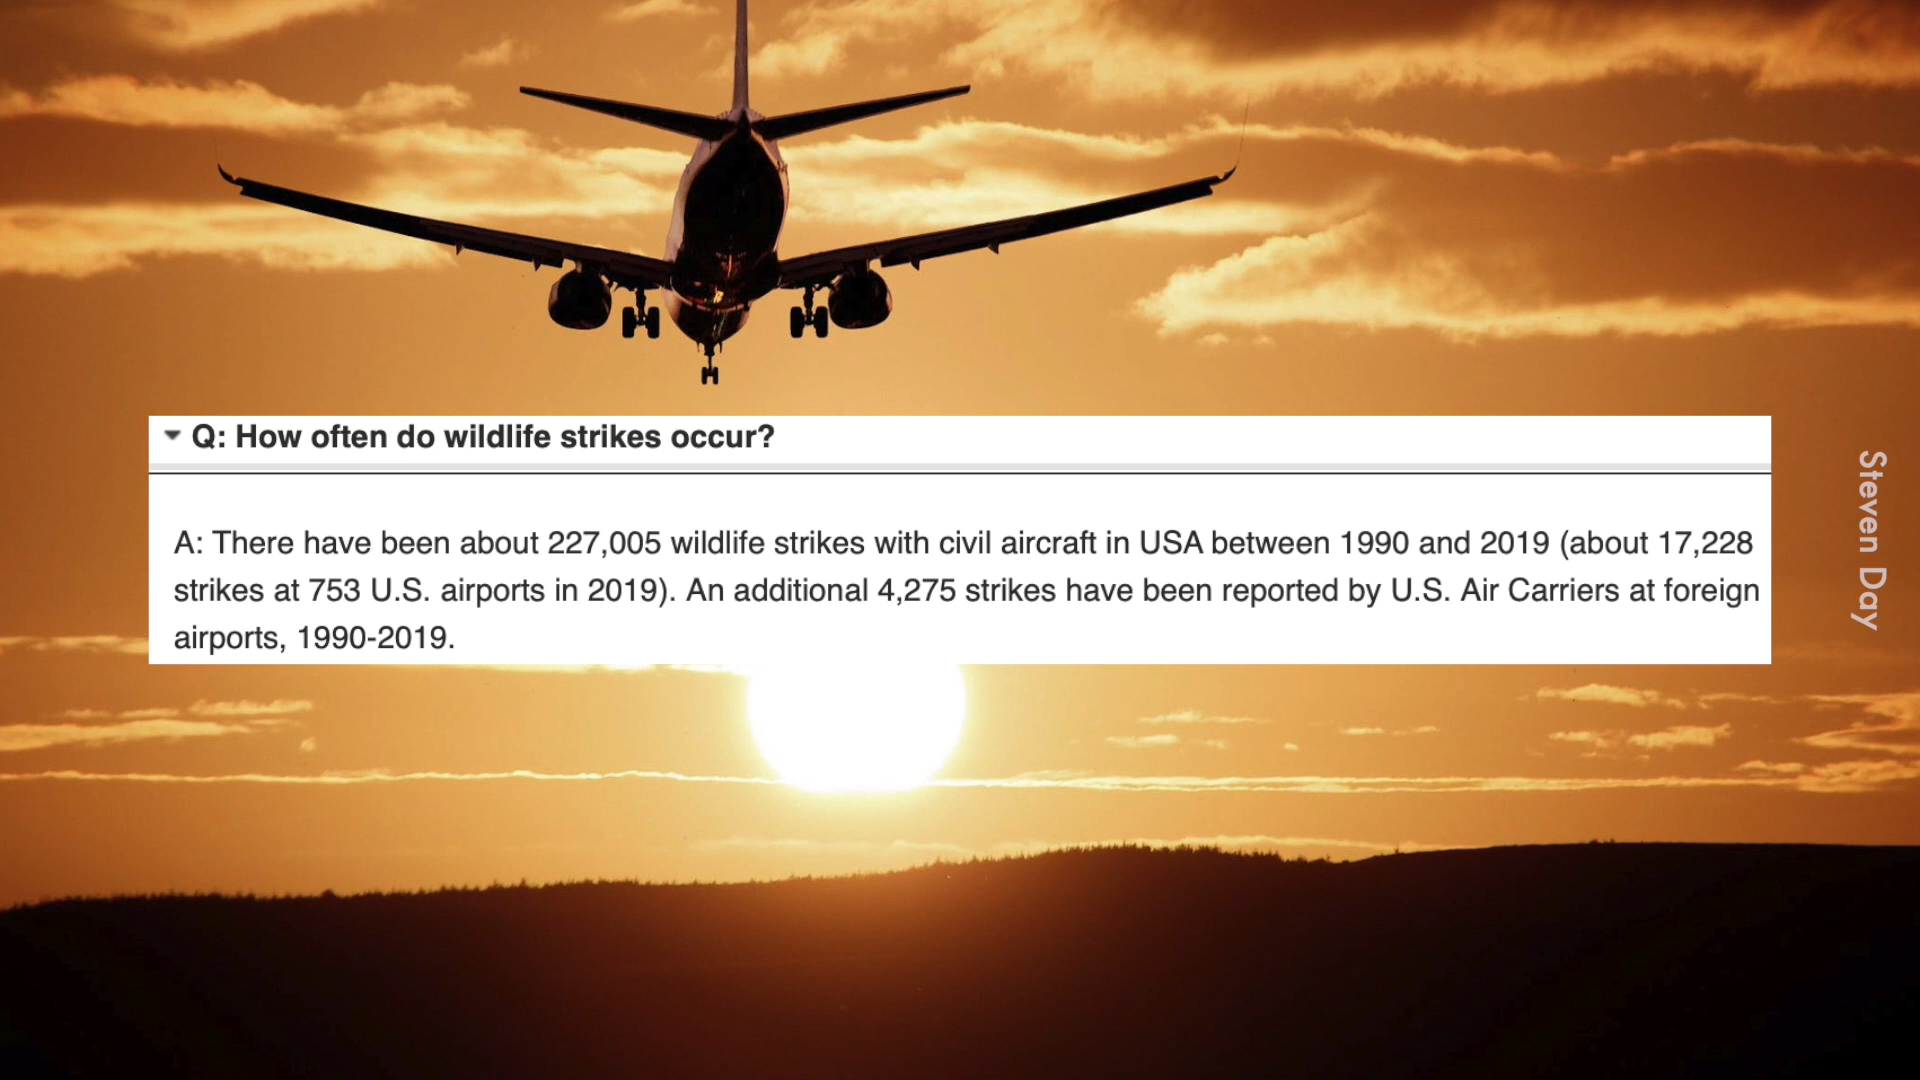 Q: How often do wildlife strikes occur?
A: There have been about 227,005 wildlife strikes with civil aircraft in USA between 1990 and 2019 (about 17,228
strikes at 753 U.S. airports in 2019). An additional 4,275 strikes have been reported by U.S. Air Carriers at foreign
airports, 1990-2019.
Steven Day